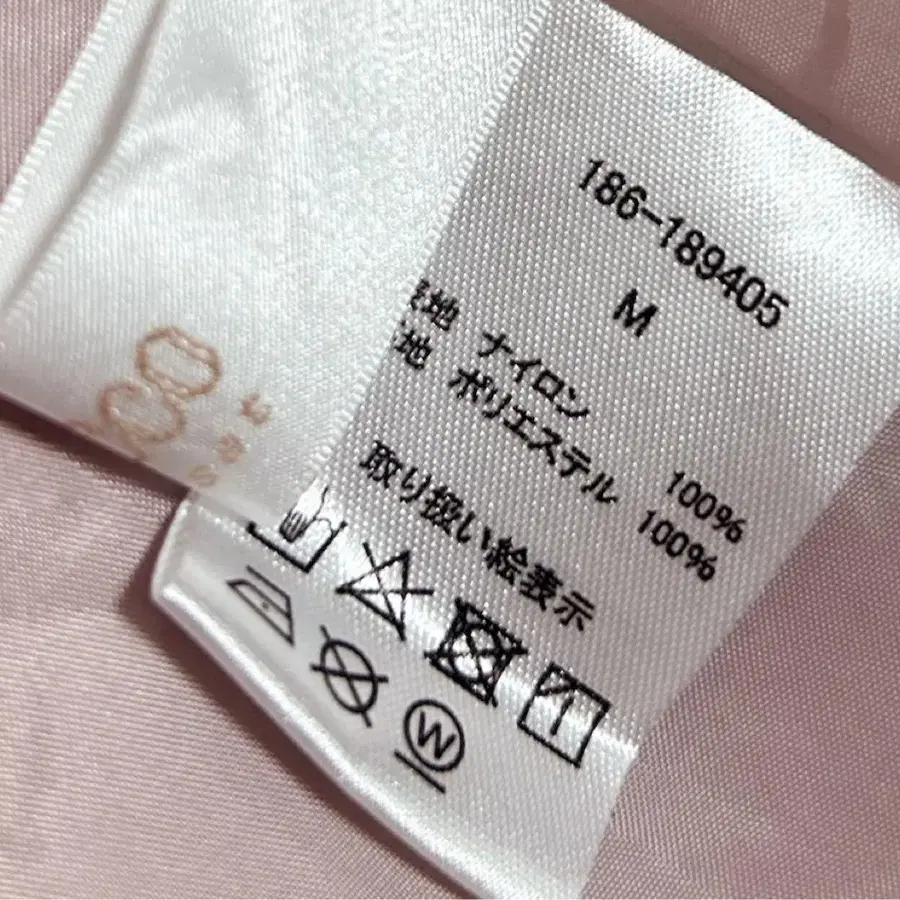 186-189405
M
表地 ナイロン 100%
地 ポリエステル 100%
取り扱い絵表示
W